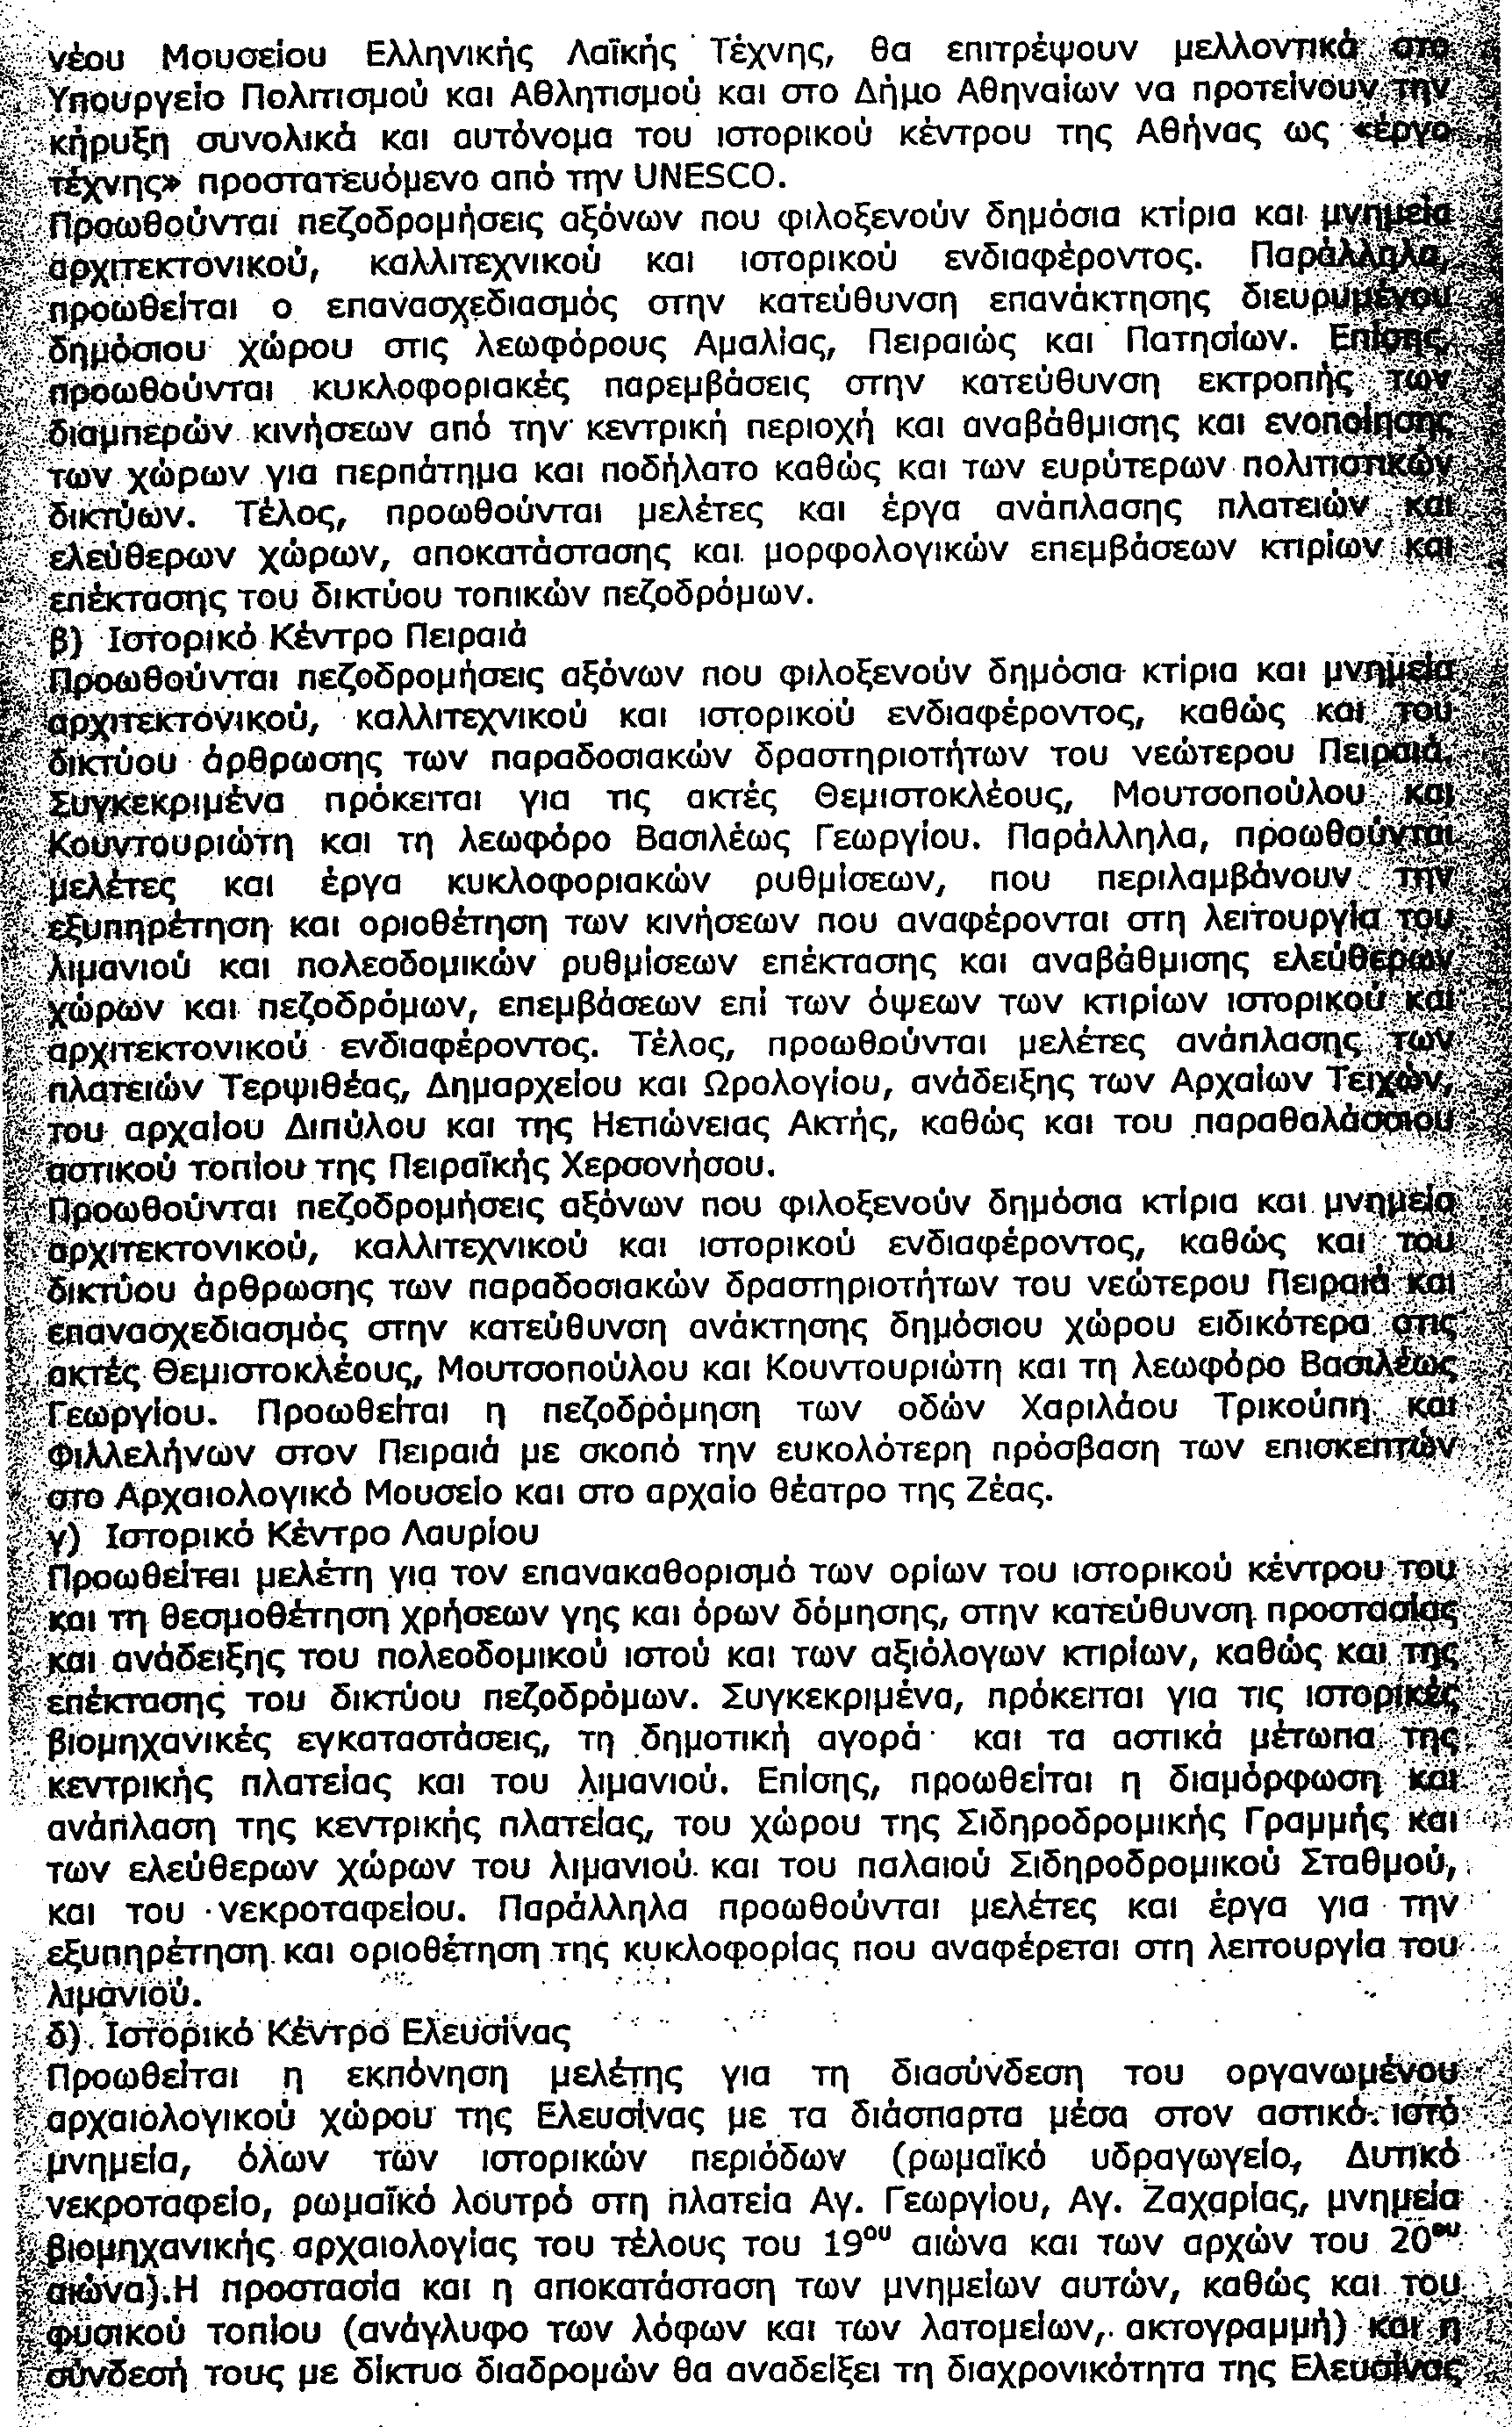 νέου Μουσείου Ελληνικής Λαϊκής Τέχνης, θα επιτρέψουν μελλοντικά στο
Υπουργείο Πολιτισμού και Αθλητισμού και στο Δήμο Αθηναίων να προτείνουν την
κήρυξη συνολικά και αυτόνομα του ιστορικού κέντρου της Αθήνας ως «έργο
τέχνης» προστατευόμενο από την UNESCO.
Προωθούνται πεζοδρομήσεις αξόνων που φιλοξενούν δημόσια κτίρια και μνημεία
αρχιτεκτονικού, καλλιτεχνικού και ιστορικού ενδιαφέροντος. Παράλληλα,
προωθείται ο επανασχεδιασμός στην κατεύθυνση επανάκτησης διευρυμένου
δημόσιου χώρου στις λεωφόρους Αμαλίας, Πειραιώς και Πατησίων. Επίσης,
προωθούνται κυκλοφοριακές παρεμβάσεις στην κατεύθυνση εκτροπής των
διαμπερών κινήσεων από την κεντρική περιοχή και αναβάθμισης και ενοποίησης
των χώρων για περπάτημα και ποδήλατο καθώς και των ευρύτερων πολιτιστικών
δικτύων. Τέλος, προωθούνται μελέτες και έργα ανάπλασης πλατειών και
ελεύθερων χώρων, αποκατάστασης και μορφολογικών επεμβάσεων κτιρίων και
επέκτασης του δικτύου τοπικών πεζοδρόμων.
β) Ιστορικό Κέντρο Πειραιά
Προωθούνται πεζοδρομήσεις αξόνων που φιλοξενούν δημόσια κτίρια και μνημεία
αρχιτεκτονικού, καλλιτεχνικού και ιστορικού ενδιαφέροντος, καθώς και του
δικτύου άρθρωσης των παραδοσιακών δραστηριοτήτων του νεώτερου Πειραιά.
Συγκεκριμένα πρόκειται για τις ακτές Θεμιστοκλέους, Μουτσοπούλου και
Κουντουριώτη και τη λεωφόρο Βασιλέως Γεωργίου. Παράλληλα, προωθούνται
μελέτες και έργα κυκλοφοριακών ρυθμίσεων, που περιλαμβάνουν την
εξυπηρέτηση και οριοθέτηση των κινήσεων που αναφέρονται στη λειτουργία του
λιμανιού και πολεοδομικών ρυθμίσεων επέκτασης και αναβάθμισης ελεύθερων
χώρων και πεζοδρόμων, επεμβάσεων επί των όψεων των κτιρίων ιστορικού και
αρχιτεκτονικού ενδιαφέροντος. Τέλος, προωθούνται μελέτες ανάπλασης των
πλατειών Τερψιθέας, Δημαρχείου και Ωρολογίου, ανάδειξης των Αρχαίων Τειχών,
του αρχαίου Διπύλου και της Ηετιώνειας Ακτής, καθώς και του παραθαλάσσιου
αστικού τοπίου της Πειραϊκής Χερσονήσου.
Προωθούνται πεζοδρομήσεις αξόνων που φιλοξενούν δημόσια κτίρια και μνημεία
αρχιτεκτονικού, καλλιτεχνικού και ιστορικού ενδιαφέροντος, καθώς και του
δικτύου άρθρωσης των παραδοσιακών δραστηριοτήτων του νεώτερου Πειραιά και
επανασχεδιασμός στην κατεύθυνση ανάκτησης δημόσιου χώρου ειδικότερα στις
ακτές Θεμιστοκλέους, Μουτσοπούλου και Κουντουριώτη και τη λεωφόρο Βασιλέως
Γεωργίου. Προωθείται η πεζοδρόμηση των οδών Χαριλάου Τρικούπη και
Φιλλελήνων στον Πειραιά με σκοπό την ευκολότερη πρόσβαση των επισκεπτών
στο Αρχαιολογικό Μουσείο και στο αρχαίο θέατρο της Ζέας.
γ) Ιστορικό Κέντρο Λαυρίου
Προωθείται μελέτη για τον επανακαθορισμό των ορίων του ιστορικού κέντρου του
και τη θεσμοθέτηση χρήσεων γης και όρων δόμησης, στην κατεύθυνση προστασίας
και ανάδειξης του πολεοδομικού ιστού και των αξιόλογων κτιρίων, καθώς και της
επέκτασης του δικτύου πεζοδρόμων. Συγκεκριμένα, πρόκειται για τις ιστορικές
βιομηχανικές εγκαταστάσεις, τη δημοτική αγορά και τα αστικά μέτωπα της
κεντρικής πλατείας και του λιμανιού. Επίσης, προωθείται η διαμόρφωση και
ανάπλαση της κεντρικής πλατείας, του χώρου της Σιδηροδρομικής Γραμμής και
των ελεύθερων χώρων του λιμανιού και του παλαιού Σιδηροδρομικού Σταθμού,
και του νεκροταφείου. Παράλληλα προωθούνται μελέτες και έργα για την
εξυπηρέτηση και οριοθέτηση της κυκλοφορίας που αναφέρεται στη λειτουργία του
λιμανιού.
δ) Ιστορικό Κέντρο Ελευσίνας
Προωθείται η εκπόνηση μελέτης για τη διασύνδεση του οργανωμένου
αρχαιολογικού χώρου της Ελευσίνας με τα διάσπαρτα μέσα στον αστικό ιστό
μνημεία, όλων των ιστορικών περιόδων (ρωμαϊκό υδραγωγείο, Δυτικό
νεκροταφείο, ρωμαϊκό λουτρό στη πλατεία Αγ. Γεωργίου, Αγ. Ζαχαρίας, μνημεία
βιομηχανικής αρχαιολογίας του τέλους του 19ου αιώνα και των αρχών του 20ου
αιώνα).Η προστασία και η αποκατάσταση των μνημείων αυτών, καθώς και του
φυσικού τοπίου (ανάγλυφο των λόφων και των λατομείων, ακτογραμμή) και η
σύνδεσή τους με δίκτυο διαδρομών θα αναδείξει τη διαχρονικότητα της Ελευσίνας